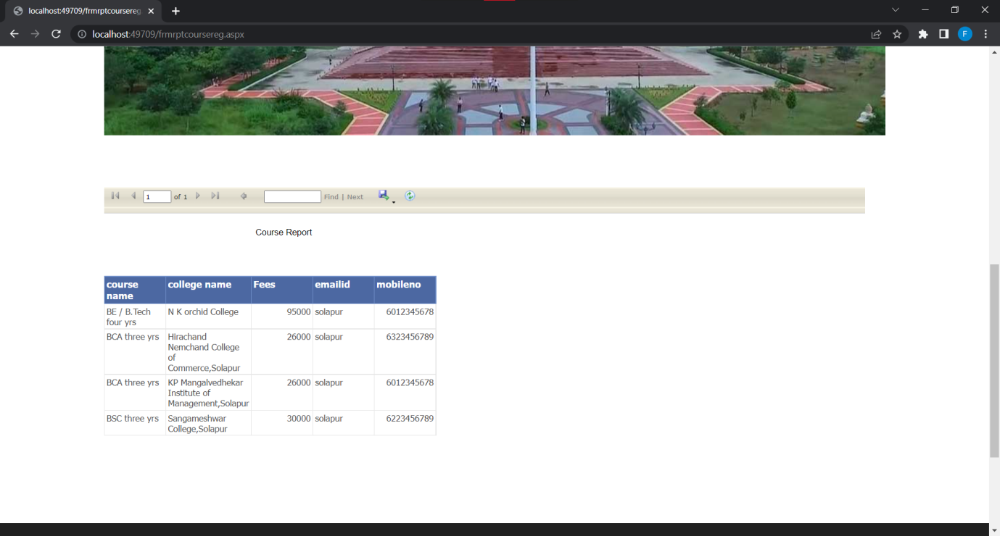 localhost:49709/frmrptcoursereg
localhost:49709/frmrptcoursereg.aspx
F
1 of 1 Find | Next
Course Report
course name college name Fees emailid mobileno
BE / B.Tech four yrs N K orchid College 95000 solapur 6012345678
BCA three yrs Hirachand Nemchand College of Commerce,Solapur 26000 solapur 6323456789
BCA three yrs KP Mangalvedhekar Institute of Management,Solapur 26000 solapur 6012345678
BSC three yrs Sangameshwar College,Solapur 30000 solapur 6223456789